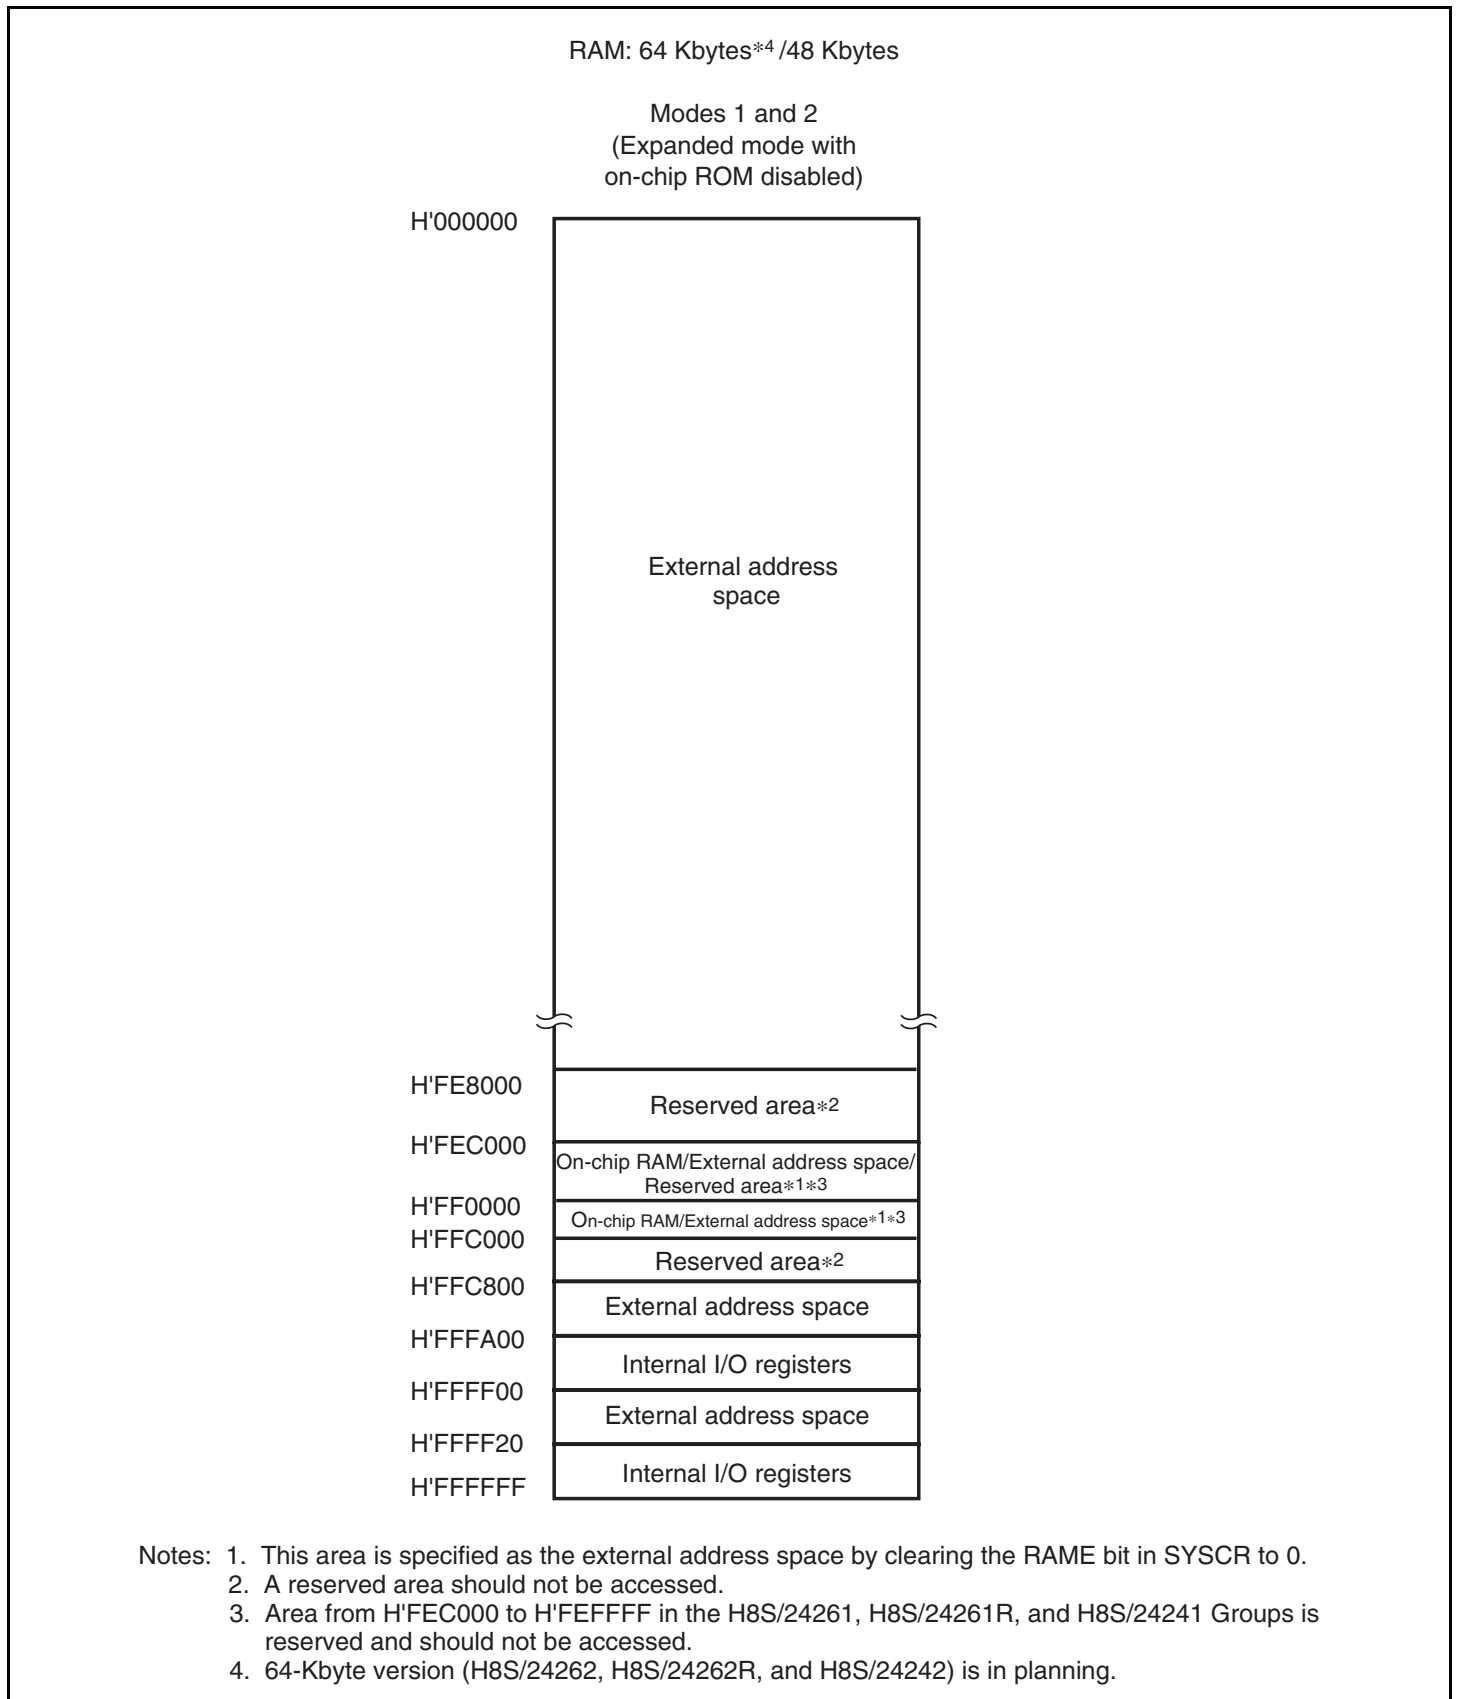 RAM: 64 Kbytes*4 /48 Kbytes
Modes 1 and 2
(Expanded mode with
on-chip ROM disabled)
H'000000
External address
space
H'FE8000
Reserved area*2
H'FEC000
On-chip RAM/External address space/
Reserved area*1*3
H'FF0000
On-chip RAM/External address space*1*3
H'FFC000
Reserved area*2
H'FFC800
External address space
H'FFFA00
Internal I/O registers
H'FFFF00
External address space
H'FFFF20
Internal I/O registers
H'FFFFFF
Notes: 1. This area is specified as the external address space by clearing the RAME bit in SYSCR to 0.
2. A reserved area should not be accessed.
3. Area from H'FEC000 to H'FEFFFF in the H8S/24261, H8S/24261R, and H8S/24241 Groups is
reserved and should not be accessed.
4. 64-Kbyte version (H8S/24262, H8S/24262R, and H8S/24242) is in planning.